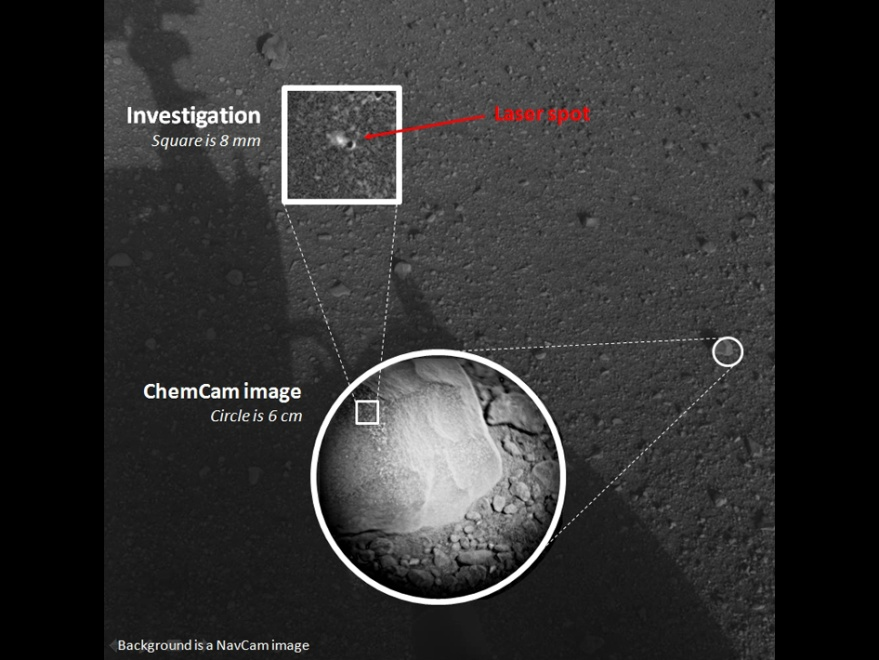 Investigation
Square is 8 mm
Laser spot
ChemCam image
Circle is 6 cm
Background is a NavCam image